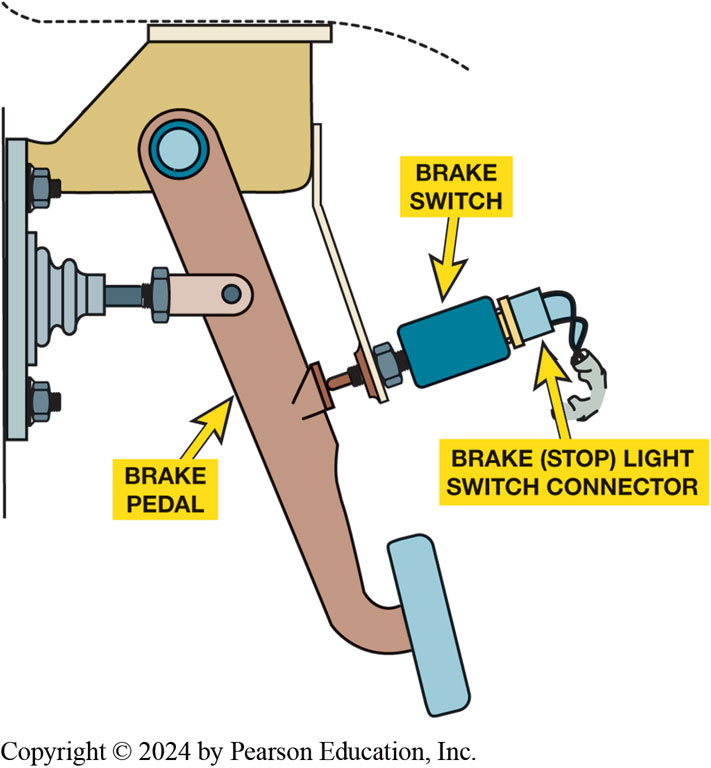 BRAKE
SWITCH
BRAKE
PEDAL
BRAKE (STOP) LIGHT
SWITCH CONNECTOR
Copyright © 2024 by Pearson Education, Inc.